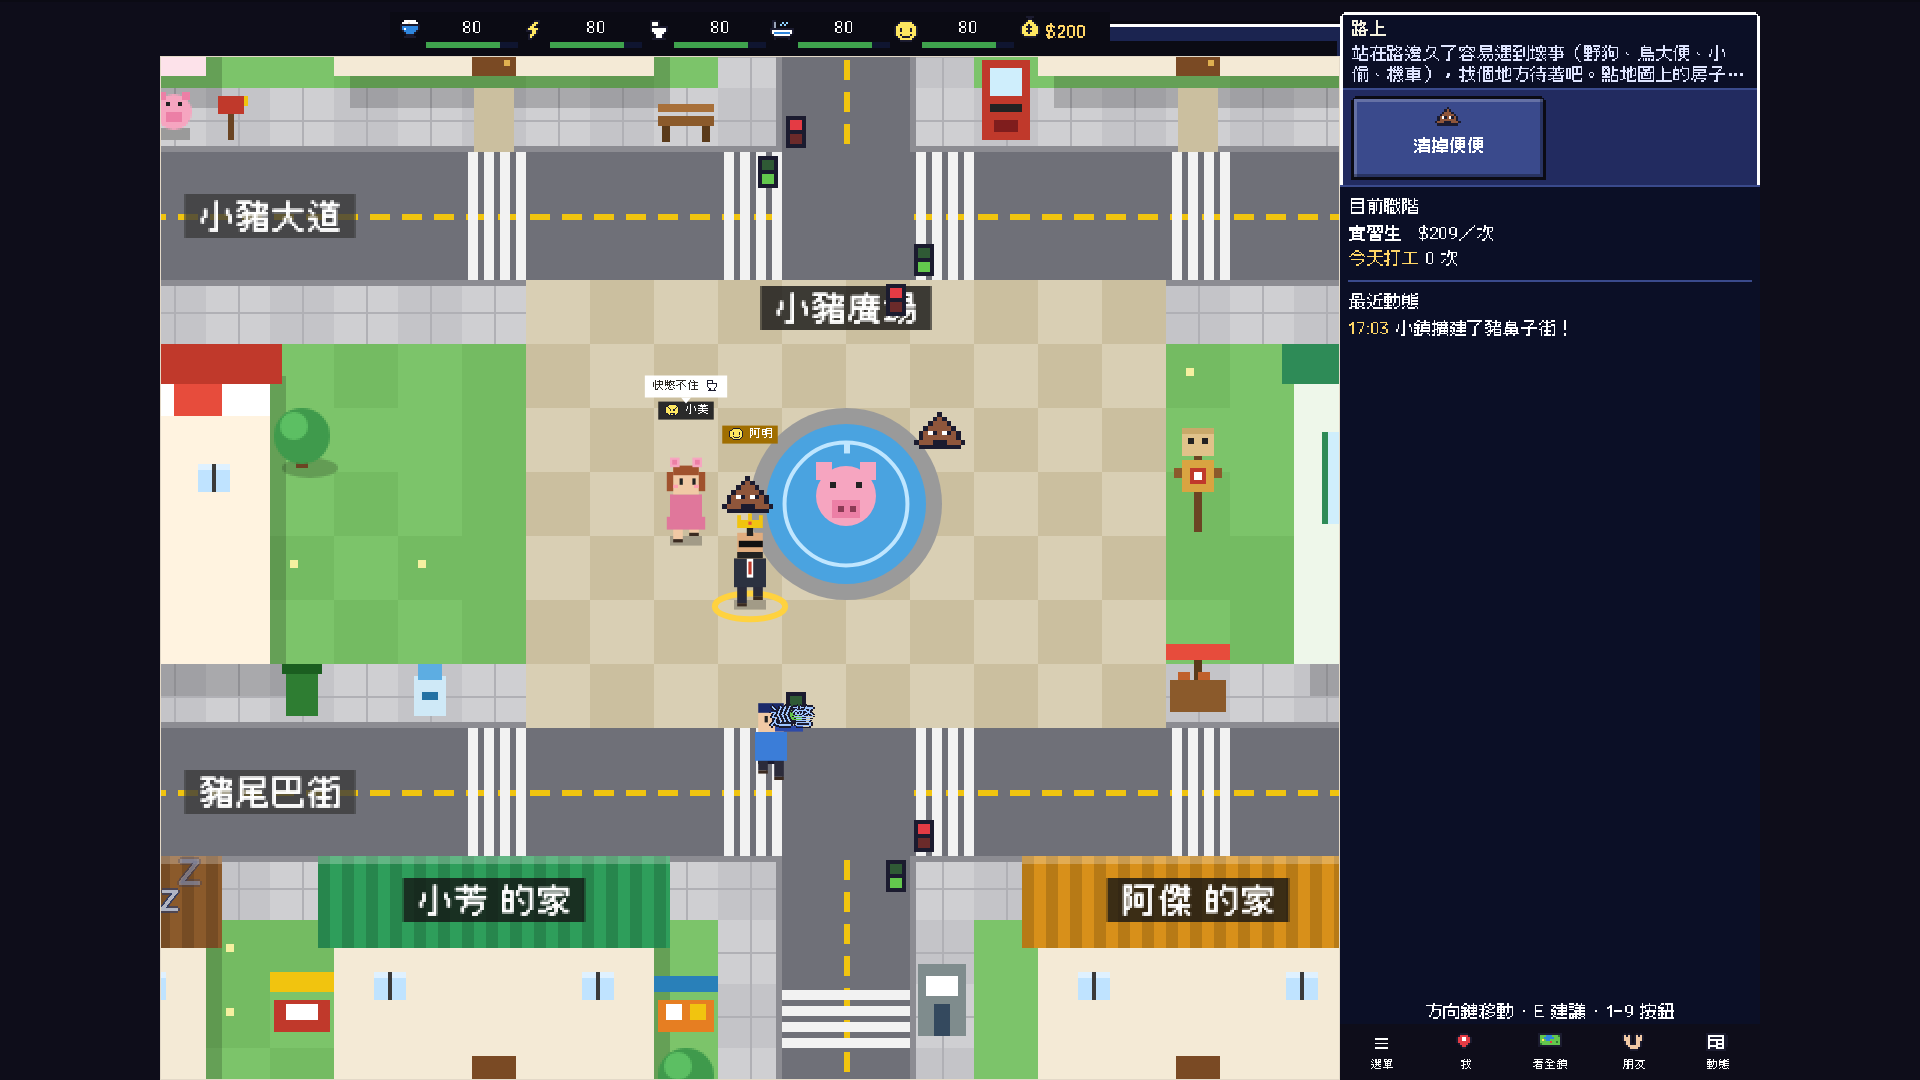 80 80 80 80 80 $200
路上
站在路邊久了容易遇到壞事（野狗、鳥大便、小
偷、機車），找個地方待著吧。點地圖上的房子…
清掉便便
目前職階
實習生 $209／次
今天打工 0 次
最近動態
17:03 小鎮擴建了豬鼻子街！
小豬大道
小豬廣場
快憋不住
小美
阿明
巡警
豬尾巴街
Z
Z
小芳 的家
阿傑 的家
方向鍵移動 · E 建議 · 1-9 按鈕
選單 我 看全鎮 朋友 動態